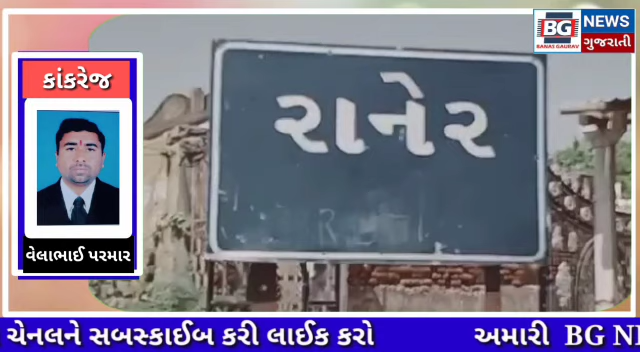 BG
BANAS GAURAV
NEWS
ગુજરાતી
કાંકરેજ
રાનેર
વેલાભાઈ પરમાર
ચેનલને સબસ્ક્રાઈબ કરી લાઈક કરો
અમારી BG